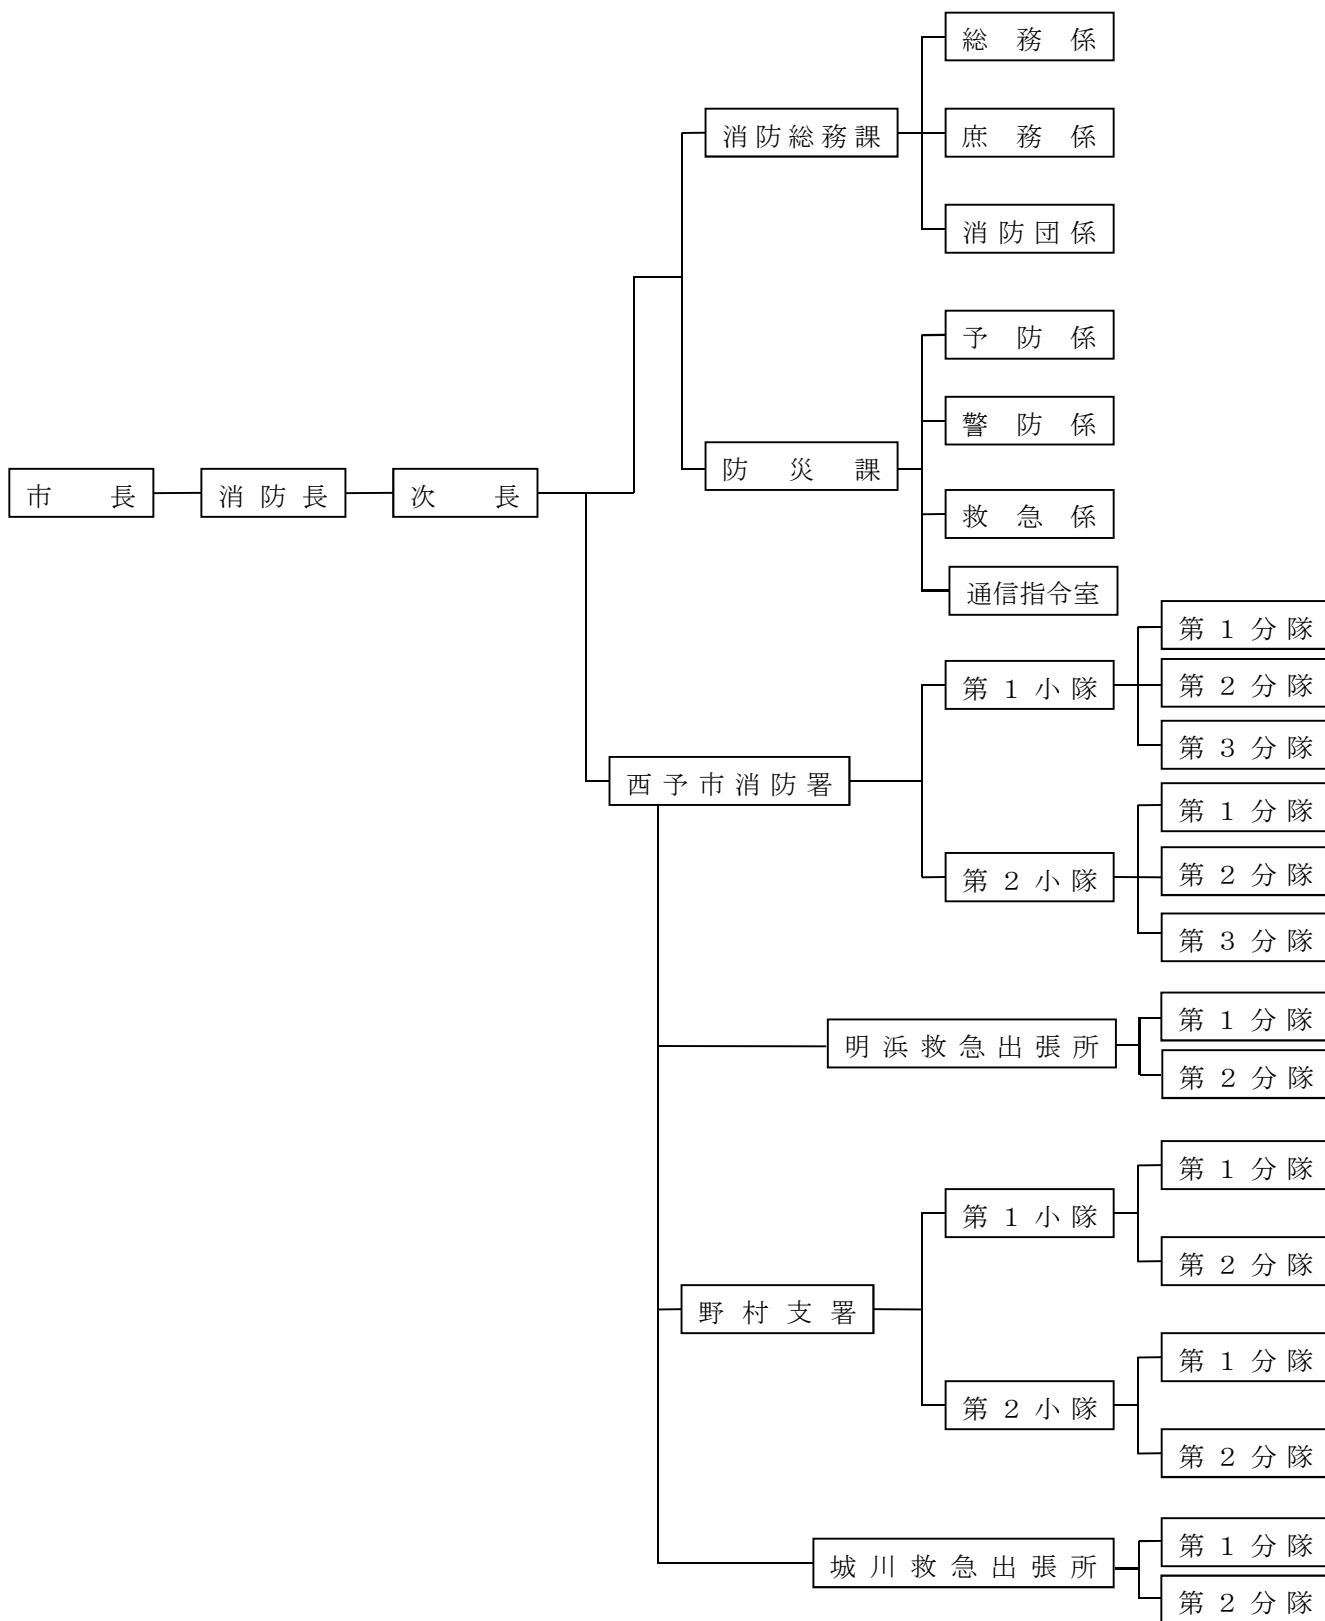 総務係
消防総務課
庶務係
消防団係
予防係
警防係
市長
消防長
次長
防災課
救急係
通信指令室
第１分隊
第１小隊
第２分隊
第３分隊
西予市消防署
第１分隊
第２小隊
第２分隊
第３分隊
明浜救急出張所
第１分隊
第２分隊
第１分隊
第１小隊
第２分隊
野村支署
第１分隊
第２小隊
第２分隊
城川救急出張所
第１分隊
第２分隊